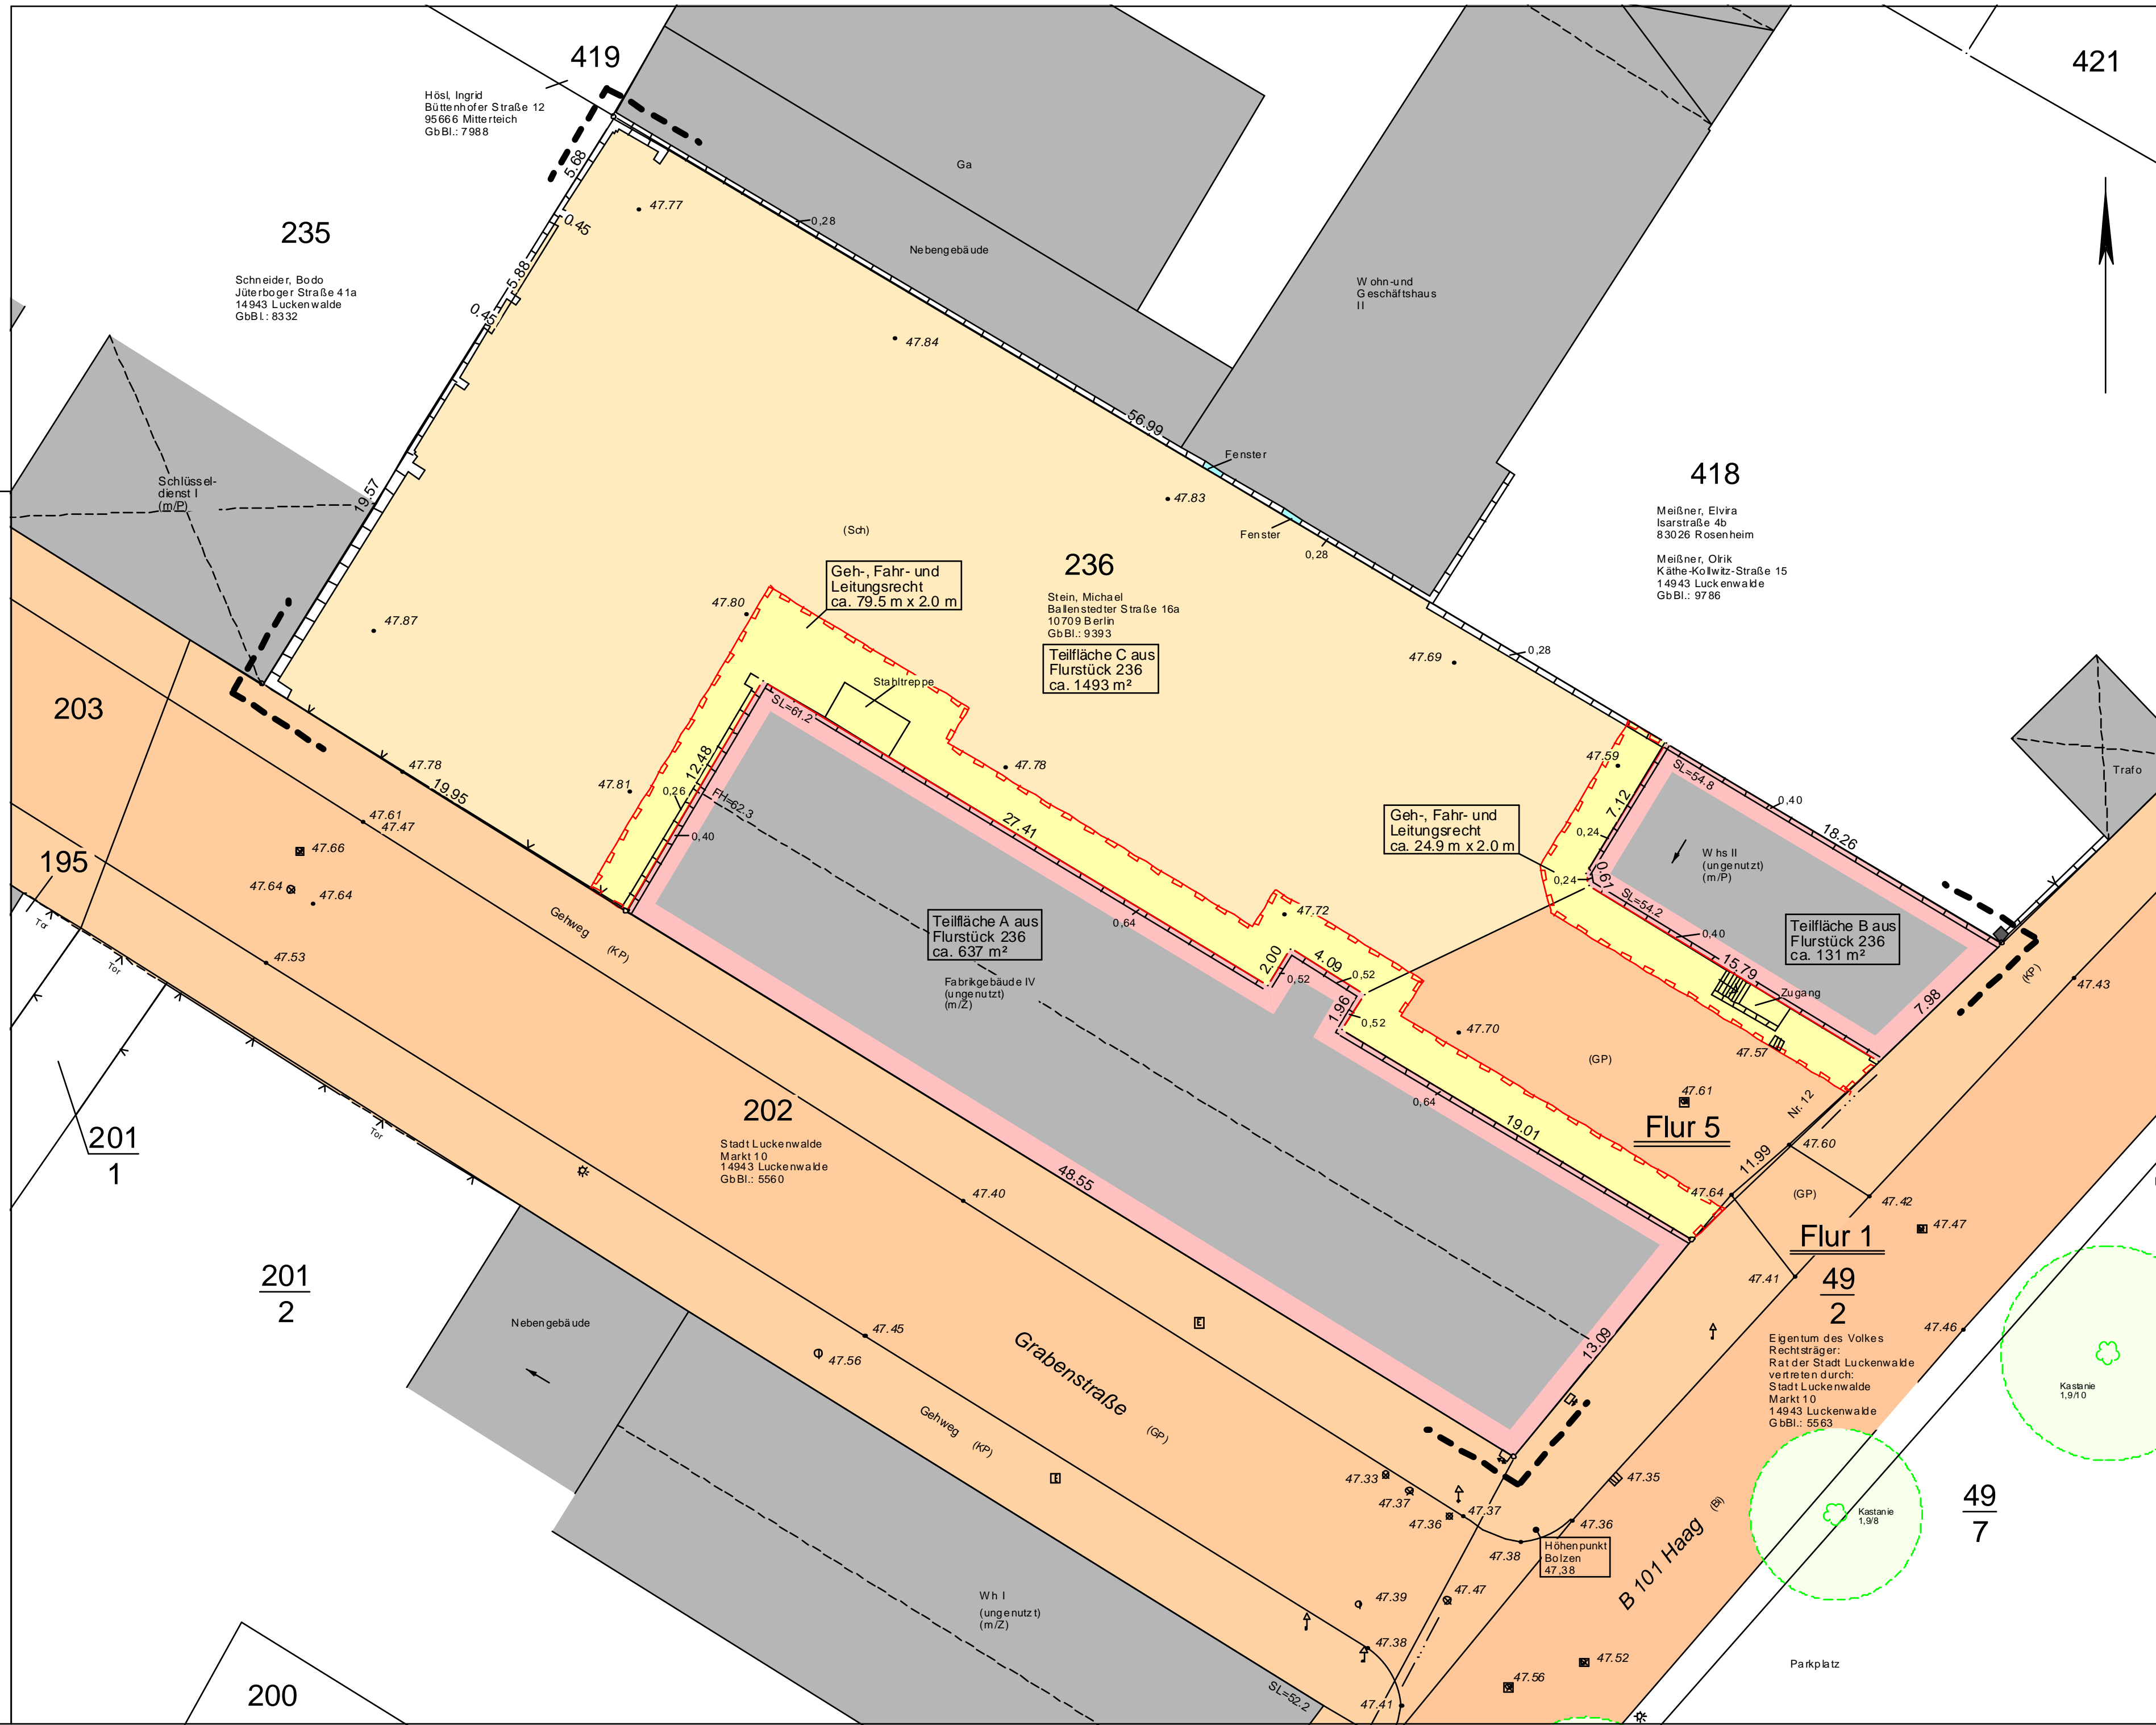 419
421
Hösl, Ingrid
Büttenhofer Straße 12
95666 Mitterteich
GbBl.: 7988
5.68
Ga
47.77
0.45
0,28
235
Nebengebäude
Schneider, Bodo
Jüterboger Straße 41a
14943 Luckenwalde
GbBl.: 8332
5.88
0.45
Wohn-und
Geschäftshaus
II
47.84
56.99
Fenster
418
Schlüssel-
dienst I
(m/P)
19.57
47.83
(Sch)
Fenster
0,28
Meißner, Elvira
Isarstraße 4b
83026 Rosenheim
Meißner, Olrik
Käthe-Kollwitz-Straße 15
14943 Luckenwalde
GbBl.: 9786
236
Geh-, Fahr- und
Leitungsrecht
ca. 79.5 m x 2.0 m
Stein, Michael
Ballenstedter Straße 16a
10709 Berlin
GbBl.: 9393
47.80
47.87
Teilfläche C aus
Flurstück 236
ca. 1493 m²
47.69
0,28
Stahltreppe
203
SL=61.2
47.78
19.95
47.81
12.48
0,26
FH=62.3
0,40
47.78
47.59
SL=54.8
Trafo
7.12
0,40
18.26
47.61
47.47
27.41
Geh-, Fahr- und
Leitungsrecht
ca. 24.9 m x 2.0 m
0,24
47.66
195
Whs II
(ungenutzt)
(m/P)
0,24
0.67
SL=54.2
47.64
47.64
Tor
Gehweg
(KP)
Teilfläche A aus
Flurstück 236
ca. 637 m²
0,64
47.72
0,40
Teilfläche B aus
Flurstück 236
ca. 131 m²
47.53
Tor
2.00
4.09
0,52
0,52
15.79
Zugang
(KP)
47.43
Fabrikgebäude IV
(ungenutzt)
(m/Z)
1.96
0,52
7.98
47.70
47.57
(GP)
47.61
0,64
Nr. 12
202
Flur 5
Tor
201
1
19.01
47.60
Stadt Luckenwalde
Markt 10
14943 Luckenwalde
GbBl.: 5560
48.55
11.99
47.40
47.64
(GP)
47.42
47.47
Flur 1
201
2
47.41
49
2
Nebengebäude
47.45
47.56
Grabenstraße
(GP)
13.09
47.46
Eigentum des Volkes
Rechtsträger:
Rat der Stadt Luckenwalde
vertreten durch:
Stadt Luckenwalde
Markt 10
14943 Luckenwalde
GbBl.: 5563
Kastanie
1,9/10
Gehweg
(KP)
47.33
47.35
47.37
47.37
47.36
47.36
Kastanie
1,9/8
49
7
B 101 Haag
(Bi)
47.38
Höhenpunkt
Bolzen
47,38
Wh I
(ungenutzt)
(m/Z)
47.39
47.47
47.38
47.52
Parkplatz
47.56
200
SL=52.2
47.41